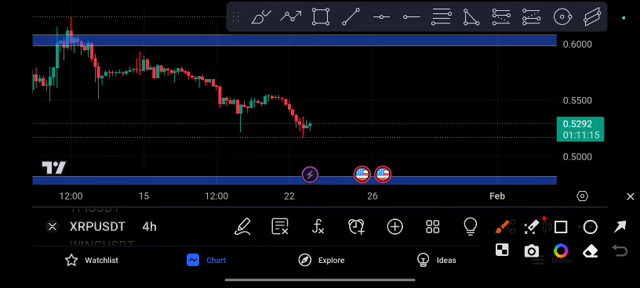 0.6000
0.5500
0.5292
01:11:15
0.5000
12:00 15 12:00 22 26 Feb
XRPUSDT 4h
Watchlist Chart Explore Ideas